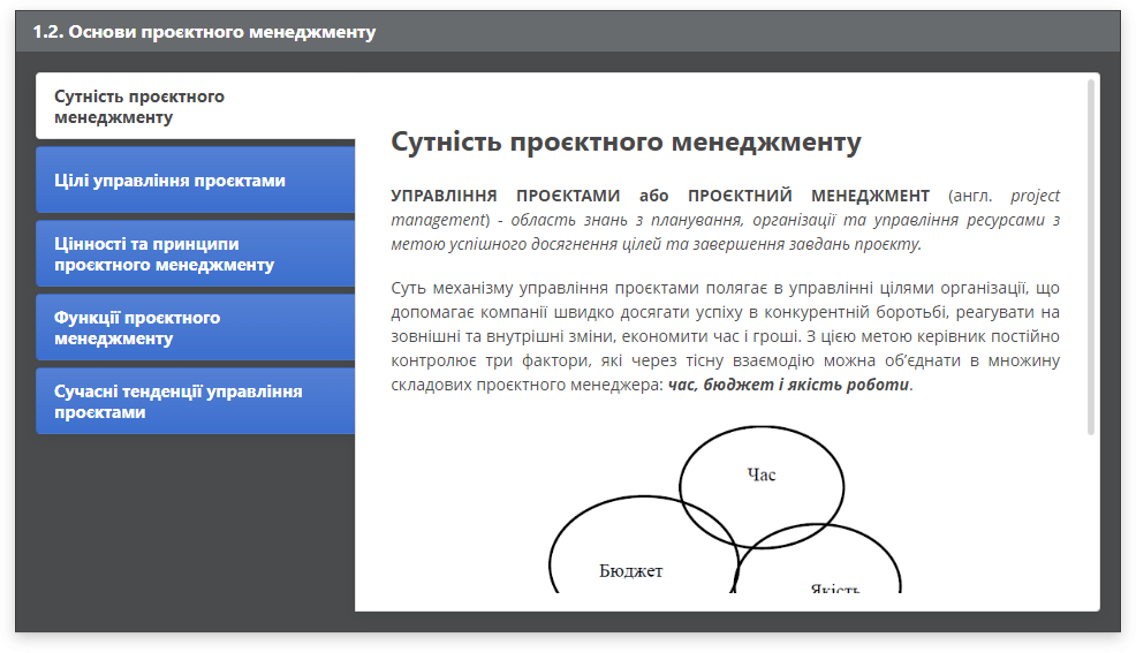 1.2. Основи проєктного менеджменту
Сутність проєктного
менеджменту
Цілі управління проєктами
Цінності та принципи
проєктного менеджменту
Функції проєктного
менеджменту
Сучасні тенденції управління
проєктами
Сутність проєктного менеджменту
УПРАВЛІННЯ ПРОЄКТАМИ або ПРОЄКТНИЙ МЕНЕДЖМЕНТ (англ. project
management) - область знань з планування, організації та управління ресурсами з
метою успішного досягнення цілей та завершення завдань проєкту.
Суть механізму управління проєктами полягає в управлінні цілями організації, що
допомагає компанії швидко досягати успіху в конкурентній боротьбі, реагувати на
зовнішні та внутрішні зміни, економити час і гроші. З цією метою керівник постійно
контролює три фактори, які через тісну взаємодію можна об’єднати в множину
складових проєктного менеджера: час, бюджет і якість роботи.
Час
Бюджет
Якість